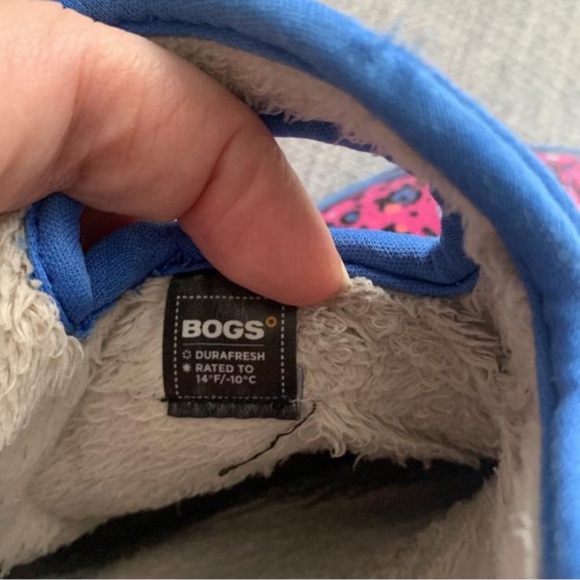 BOGS°
DURAFRESH
RATED TO
14°F/-10°C